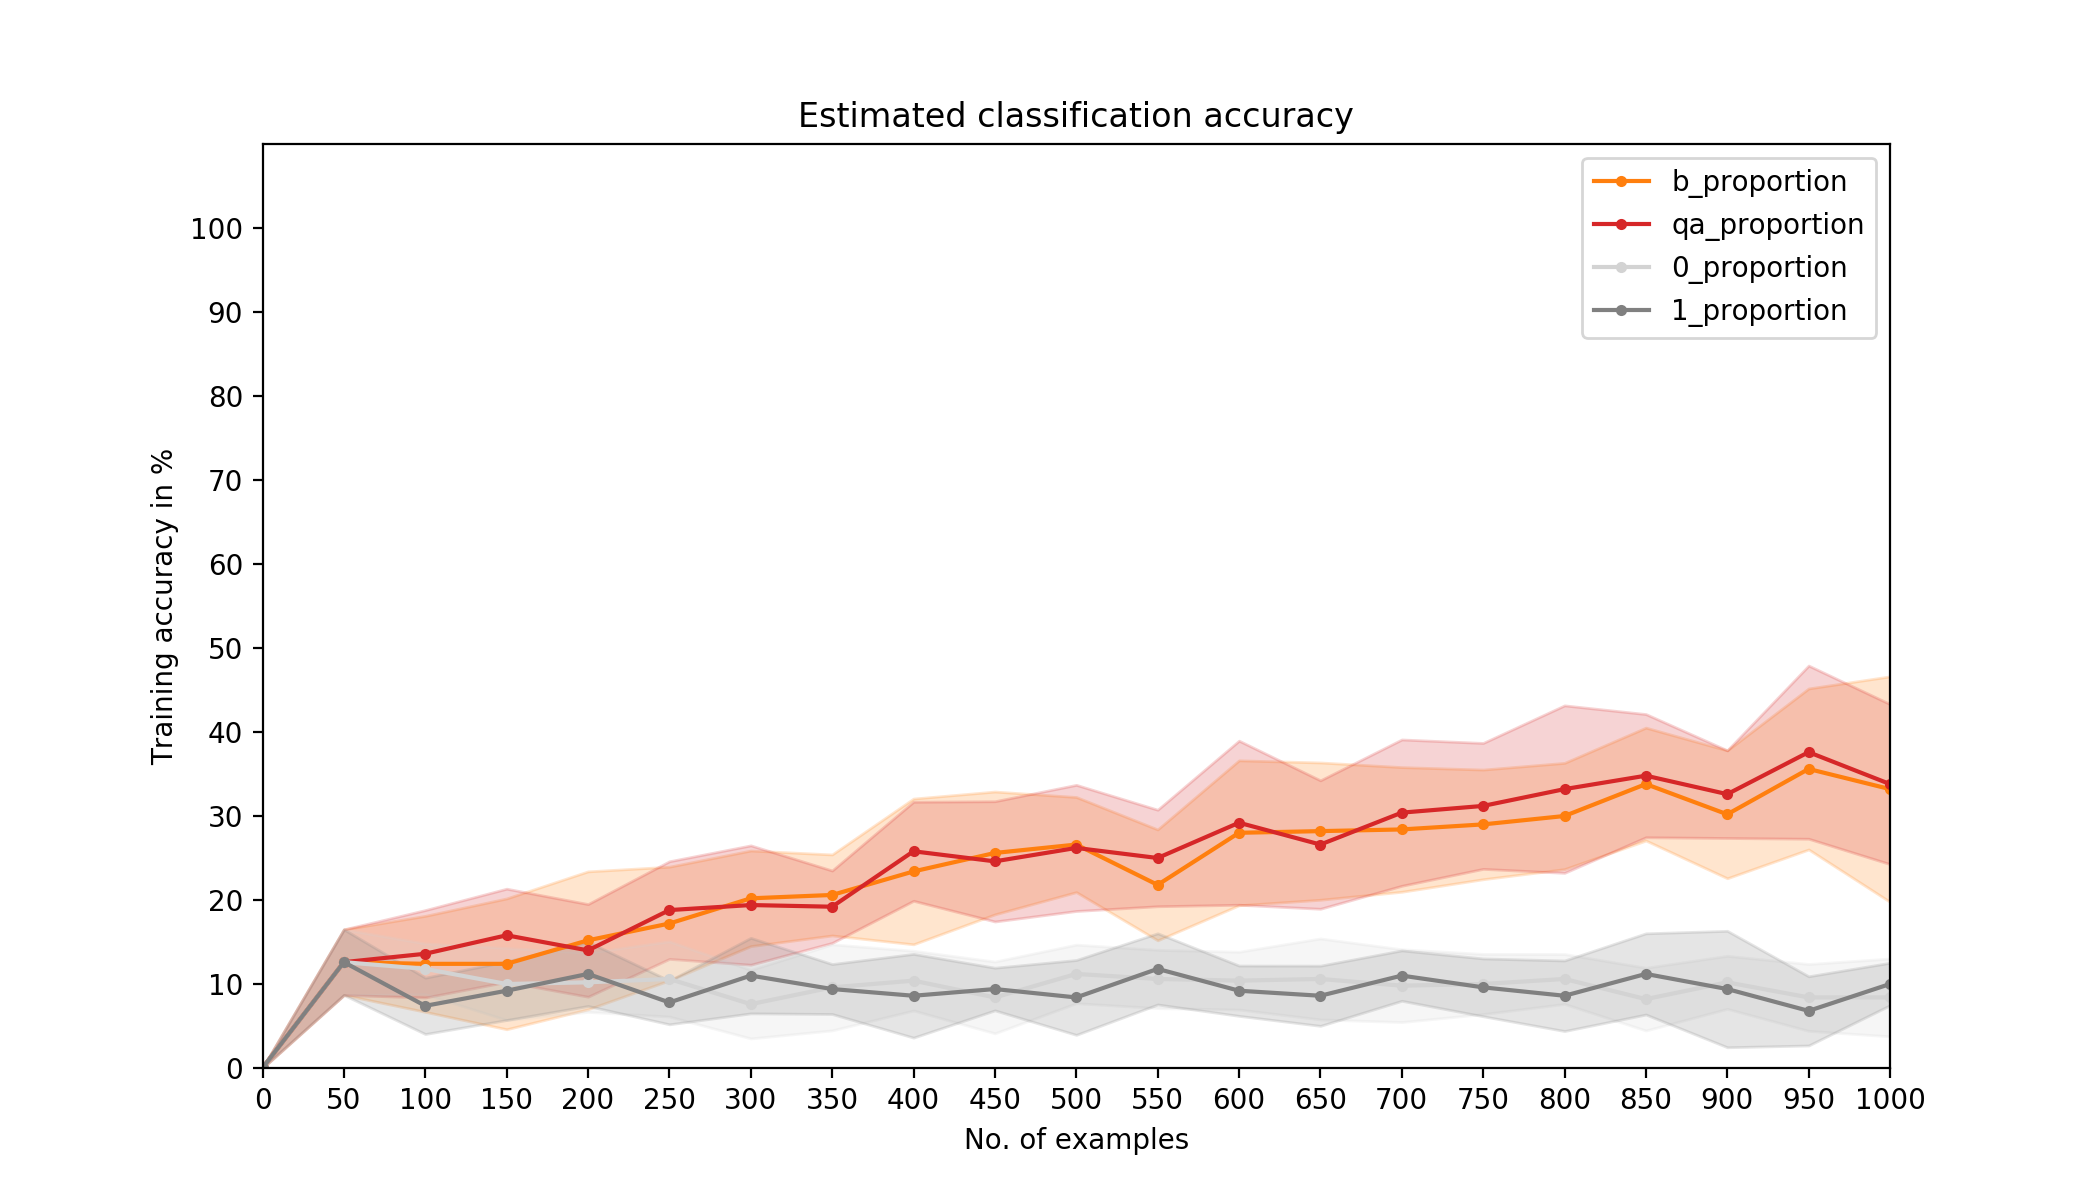 Estimated classification accuracy
b_proportion
qa_proportion
0_proportion
1_proportion
100
90
80
70
60
50
40
30
20
10
0
Training accuracy in %
0 50 100 150 200 250 300 350 400 450 500 550 600 650 700 750 800 850 900 950 1000
No. of examples